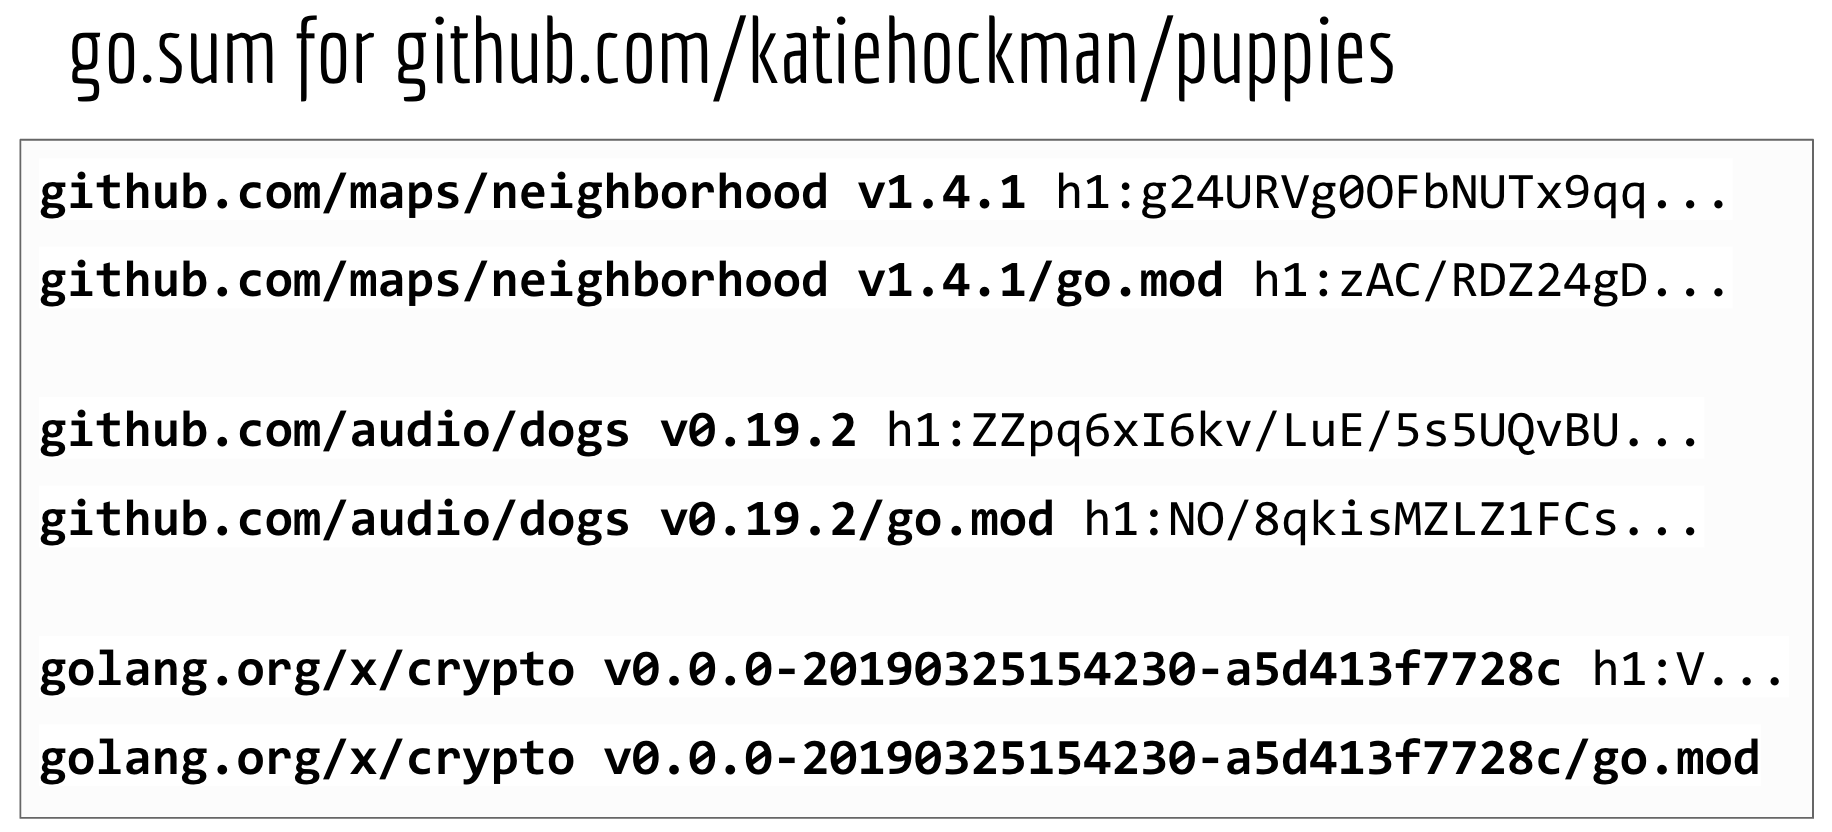 go.sum for github.com/katiehockman/puppies
github.com/maps/neighborhood v1.4.1 h1:g24URVg0OFbNUTx9qq...
github.com/maps/neighborhood v1.4.1/go.mod h1:zAC/RDZ24gD...
github.com/audio/dogs v0.19.2 h1:ZZpq6xI6kv/LuE/5s5UQvBU...
github.com/audio/dogs v0.19.2/go.mod h1:NO/8qkisMZLZ1FCs...
golang.org/x/crypto v0.0.0-20190325154230-a5d413f7728c h1:V...
golang.org/x/crypto v0.0.0-20190325154230-a5d413f7728c/go.mod